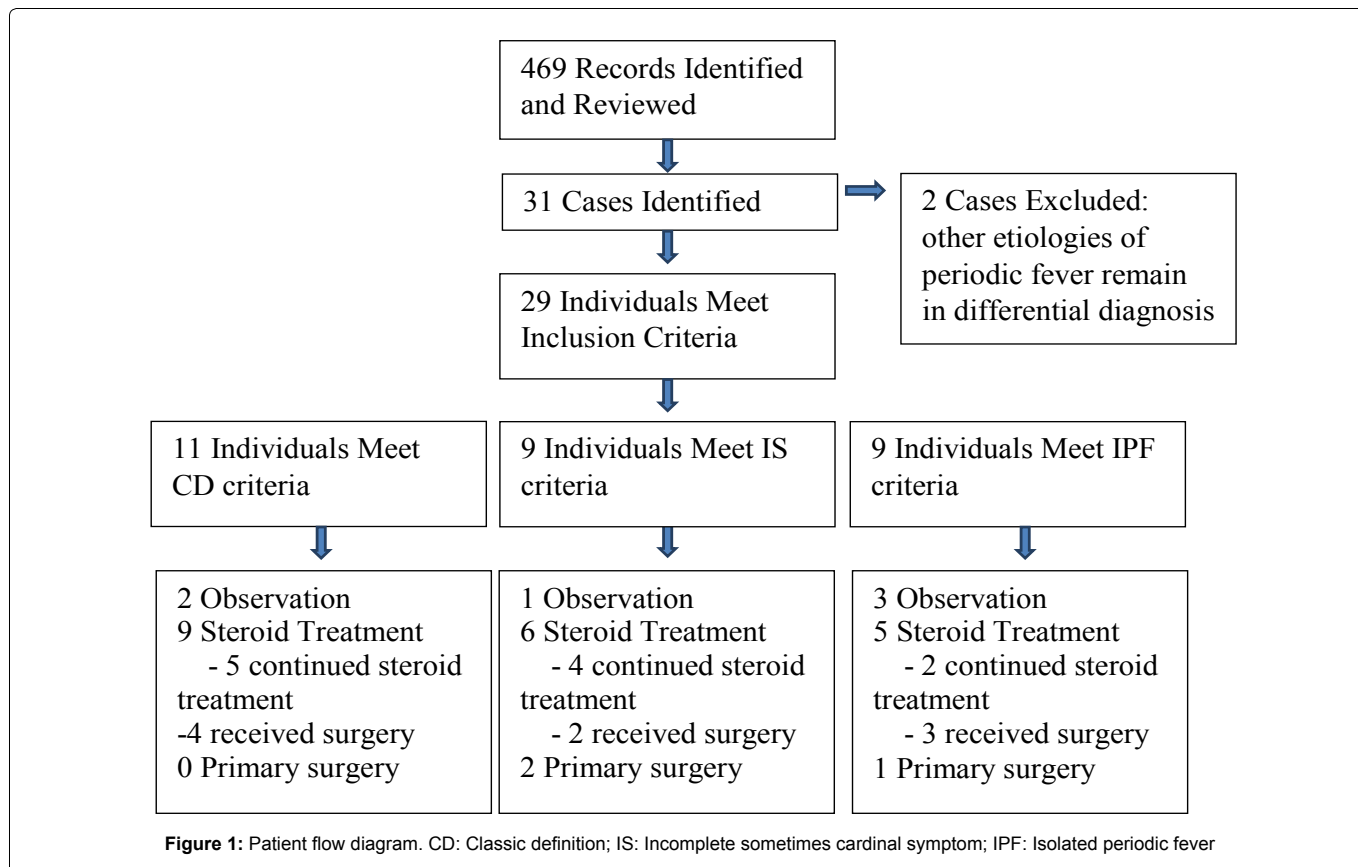 469 Records Identified
and Reviewed
31 Cases Identified
2 Cases Excluded:
other etiologies of
periodic fever remain
in differential diagnosis
29 Individuals Meet
Inclusion Criteria
11 Individuals Meet
CD criteria
9 Individuals Meet IS
criteria
9 Individuals Meet IPF
criteria
2 Observation
9 Steroid Treatment
- 5 continued steroid
treatment
-4 received surgery
0 Primary surgery
1 Observation
6 Steroid Treatment
- 4 continued steroid
treatment
- 2 received surgery
2 Primary surgery
3 Observation
5 Steroid Treatment
- 2 continued steroid
treatment
- 3 received surgery
1 Primary surgery
Figure 1: Patient flow diagram. CD: Classic definition; IS: Incomplete sometimes cardinal symptom; IPF: Isolated periodic fever